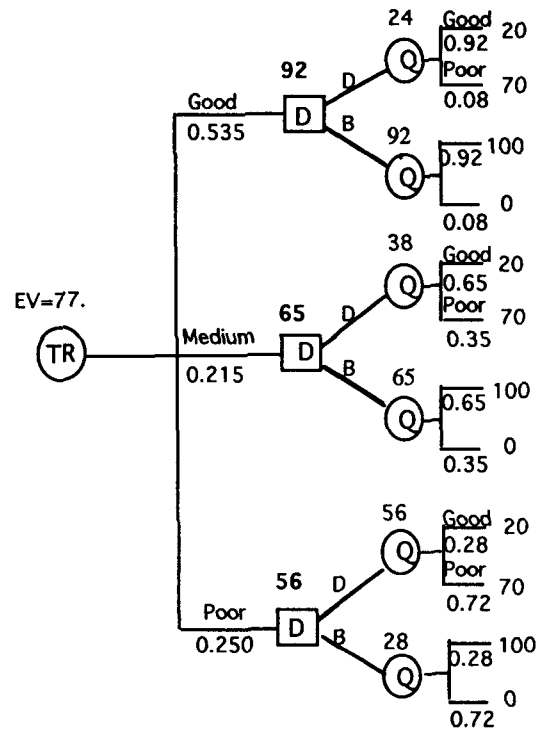 24
Good
20
0.92
Poor
70
0.08
92
D
Q
D
B
Good
0.535
92
Q
100
0.92
0
0.08
38
Good
20
0.65
Poor
70
0.35
EV=77.
TR
Medium
0.215
65
D
D
B
Q
65
Q
100
0.65
0
0.35
56
Good
20
0.28
Poor
70
0.72
Q
56
D
D
B
Poor
0.250
28
Q
100
0.28
0
0.72